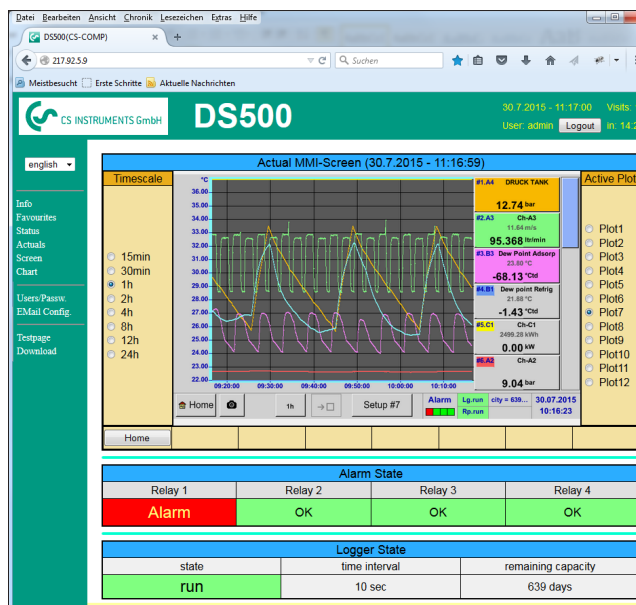 Datei Bearbeiten Ansicht Chronik Lesezeichen Extras Hilfe
DS500(CS-COMP) × +
217.92.5.9 Suchen
Meistbesucht Erste Schritte Aktuelle Nachrichten
CS INSTRUMENTS GmbH
DS500
30.7.2015 - 11:17:00 Visits:
User: admin Logout in: 14:2
english
Info
Favourites
Status
Actuals
Screen
Chart
Users/Passw.
EMail Config.
Testpage
Download
Actual MMI-Screen (30.7.2015 - 11:16:59)
Timescale
15min
30min
1h
2h
4h
8h
12h
24h
°C
36.00
35.00
34.00
33.00
32.00
31.00
30.00
29.00
28.00
27.00
26.00
25.00
24.00
23.00
22.00
09:20:00 09:30:00 09:40:00 09:50:00 10:00:00 10:10:00
#1.A4 DRUCK TANK
12.74 bar
#2.A3 Ch-A3
11.64 m/s
95.368 ltr/min
#3.B3 Dew Point Adsorp
23.80 °C
-68.13 °Ctd
#4.B1 Dew point Refrig
21.88 °C
-1.43 °Ctd
#5.C1 Ch-C1
2499.28 kWh
0.00 kW
#6.A2 Ch-A2
9.04 bar
Home 1h Setup #7
Alarm Lg.run city = 639... 30.07.2015
Rp.run 10:16:23
Active Plot
Plot1
Plot2
Plot3
Plot4
Plot5
Plot6
Plot7
Plot8
Plot9
Plot10
Plot11
Plot12
Home
Alarm State
Relay 1 Relay 2 Relay 3 Relay 4
Alarm OK OK OK
Logger State
state time interval remaining capacity
run 10 sec 639 days